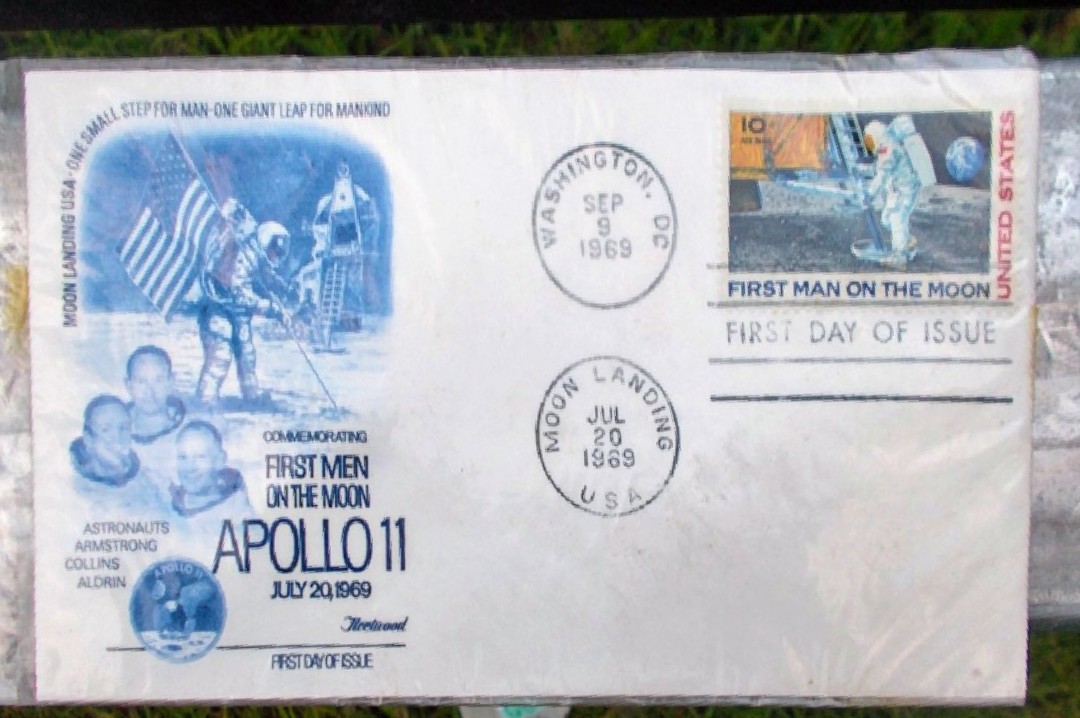 MOON LANDING USA · ONE SMALL STEP FOR MAN - ONE GIANT LEAP FOR MANKIND
COMMEMORATING
FIRST MEN
ON THE MOON
APOLLO 11
JULY 20, 1969
ASTRONAUTS
ARMSTRONG
COLLINS
ALDRIN
APOLLO 11
Fleetwood
FIRST DAY OF ISSUE
WASHINGTON, DC
SEP
9
1969
MOON LANDING
JUL
20
1969
USA
10
UNITED STATES
FIRST MAN ON THE MOON
FIRST DAY OF ISSUE